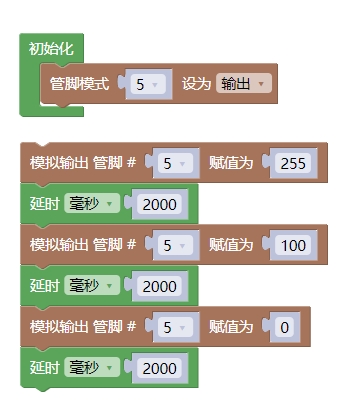 初始化
管脚模式 5 设为 输出
模拟输出 管脚 # 5 赋值为 255
延时 毫秒 2000
模拟输出 管脚 # 5 赋值为 100
延时 毫秒 2000
模拟输出 管脚 # 5 赋值为 0
延时 毫秒 2000